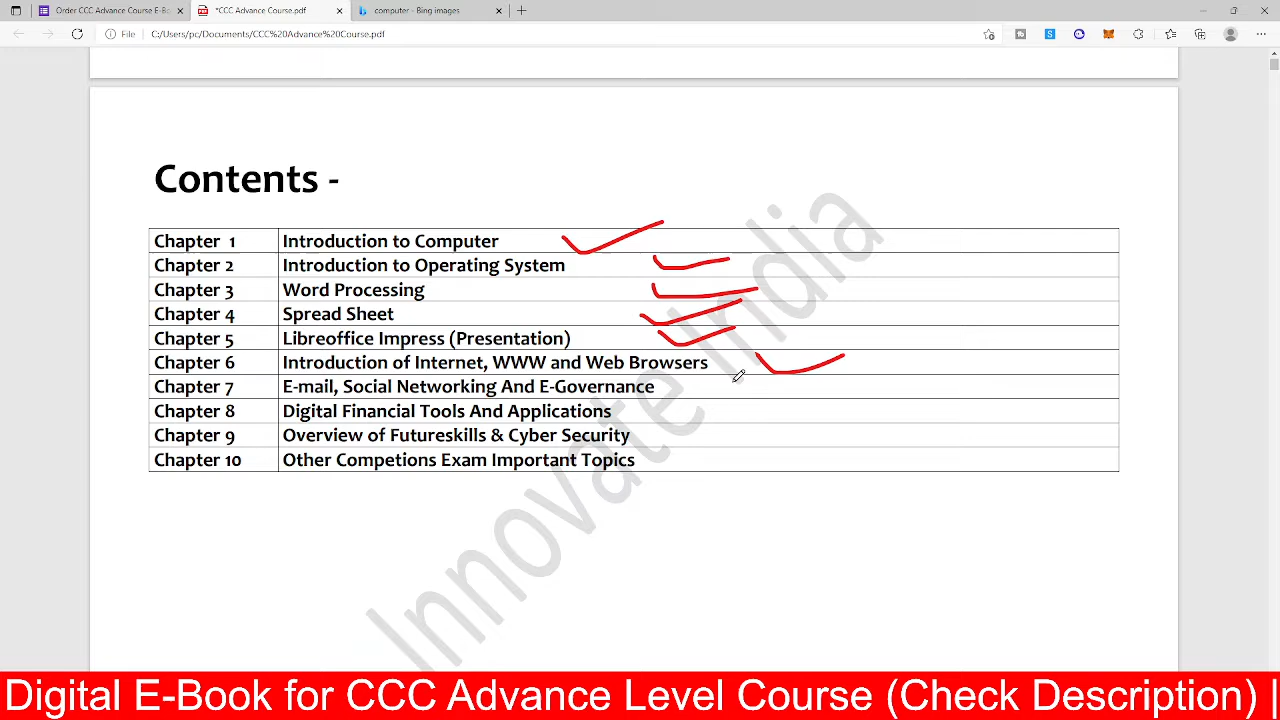 Order CCC Advance Course E-Bo
*CCC Advance Course.pdf
computer - Bing images
File
C:/Users/pc/Documents/CCC%20Advance%20Course.pdf
Contents -
Chapter 1 Introduction to Computer
Chapter 2 Introduction to Operating System
Chapter 3 Word Processing
Chapter 4 Spread Sheet
Chapter 5 Libreoffice Impress (Presentation)
Chapter 6 Introduction of Internet, WWW and Web Browsers
Chapter 7 E-mail, Social Networking And E-Governance
Chapter 8 Digital Financial Tools And Applications
Chapter 9 Overview of Futureskills & Cyber Security
Chapter 10 Other Competions Exam Important Topics
Innovate India
Digital E-Book for CCC Advance Level Course (Check Description) |